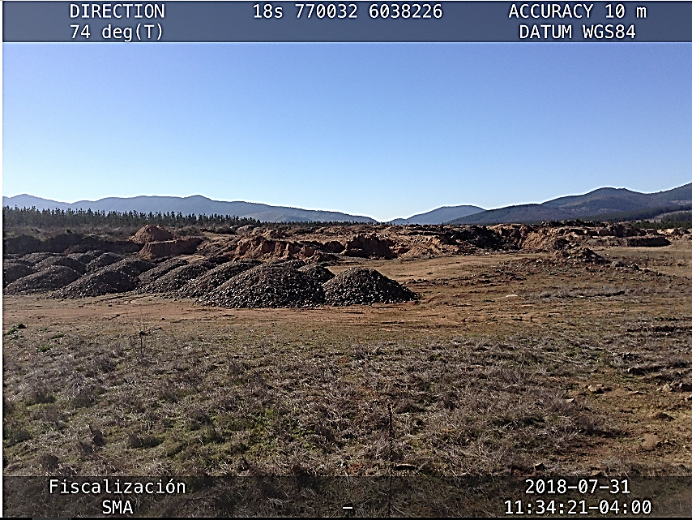 DIRECTION 18s 770032 6038226 ACCURACY 10 m
74 deg(T) DATUM WGS84
Fiscalización 2018-07-31
SMA – 11:34:21-04:00